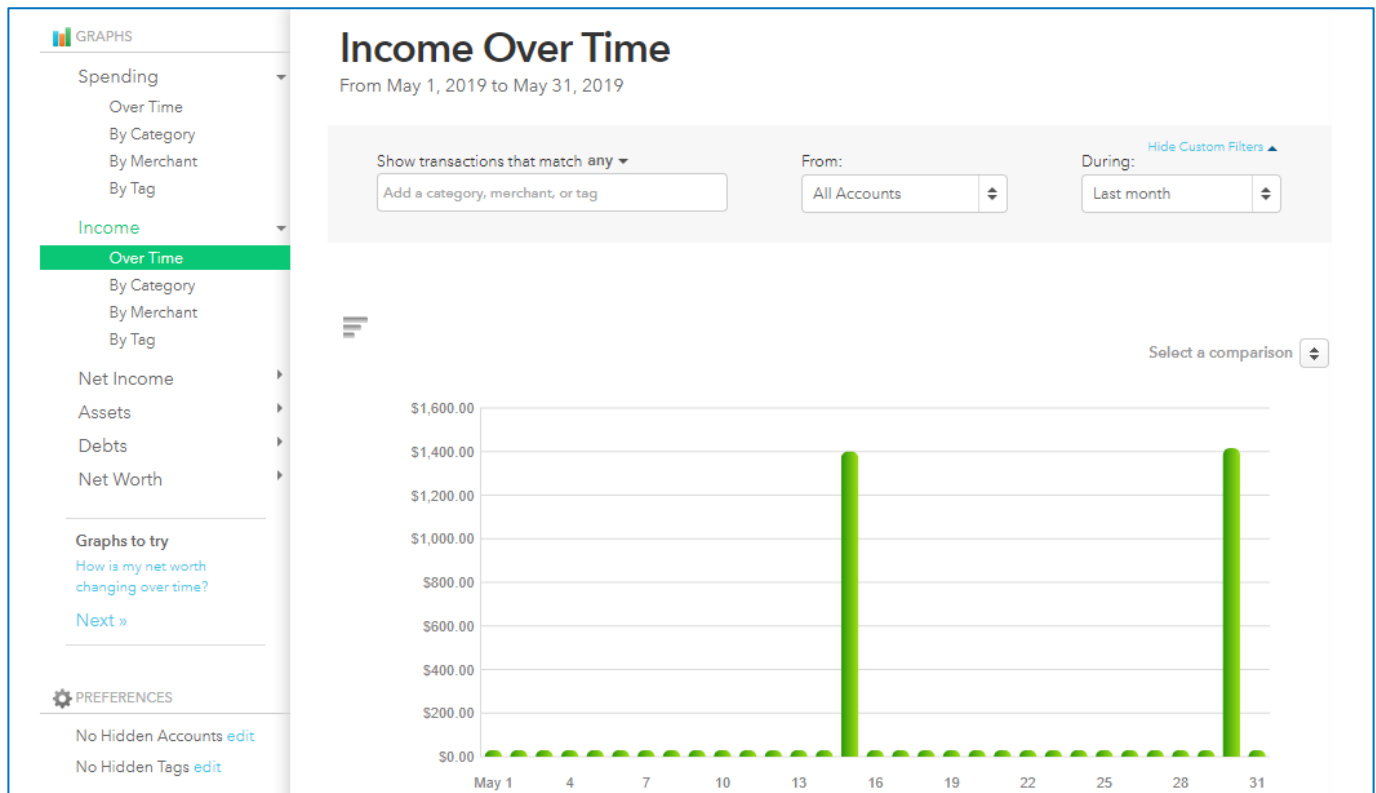 GRAPHS
Spending
Over Time
By Category
By Merchant
By Tag
Income
Over Time
By Category
By Merchant
By Tag
Net Income
Assets
Debts
Net Worth
Graphs to try
How is my net worth
changing over time?
Next »
PREFERENCES
No Hidden Accounts edit
No Hidden Tags edit
Income Over Time
From May 1, 2019 to May 31, 2019
Hide Custom Filters
Show transactions that match any
From:
During:
Add a category, merchant, or tag
All Accounts
Last month
Select a comparison
$1,600.00
$1,400.00
$1,200.00
$1,000.00
$800.00
$600.00
$400.00
$200.00
$0.00
May 1 4 7 10 13 16 19 22 25 28 31